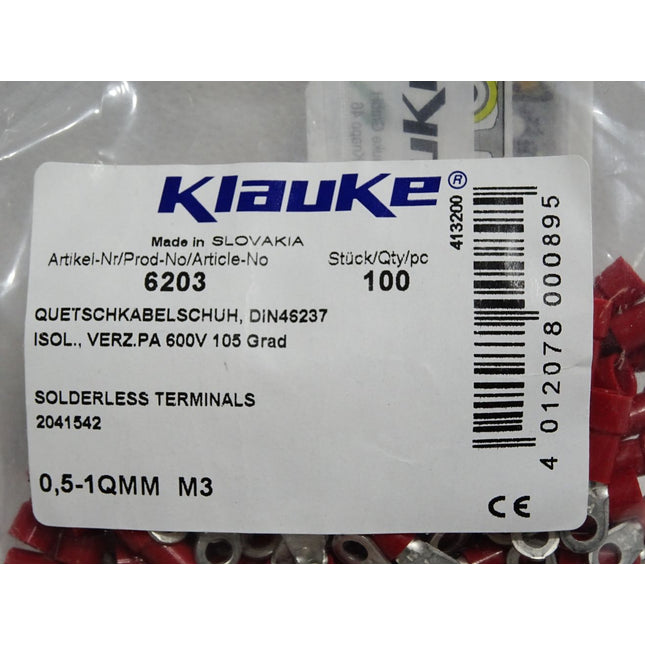 Klauke®
Made in SLOVAKIA
Artikel-Nr/Prod-No/Article-No Stück/Qty/pc
6203 100
QUETSCHKABELSCHUH, DIN46237
ISOL., VERZ.PA 600V 105 Grad
SOLDERLESS TERMINALS
2041542
0,5-1QMM M3
413200
4 012078 000895
CE